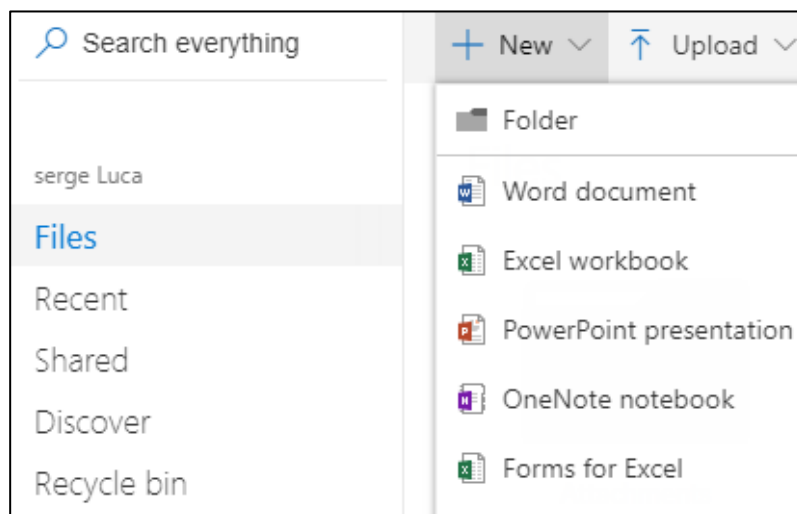 Search everything
serge Luca
Files
Recent
Shared
Discover
Recycle bin
New
Upload
Folder
Word document
Excel workbook
PowerPoint presentation
OneNote notebook
Forms for Excel